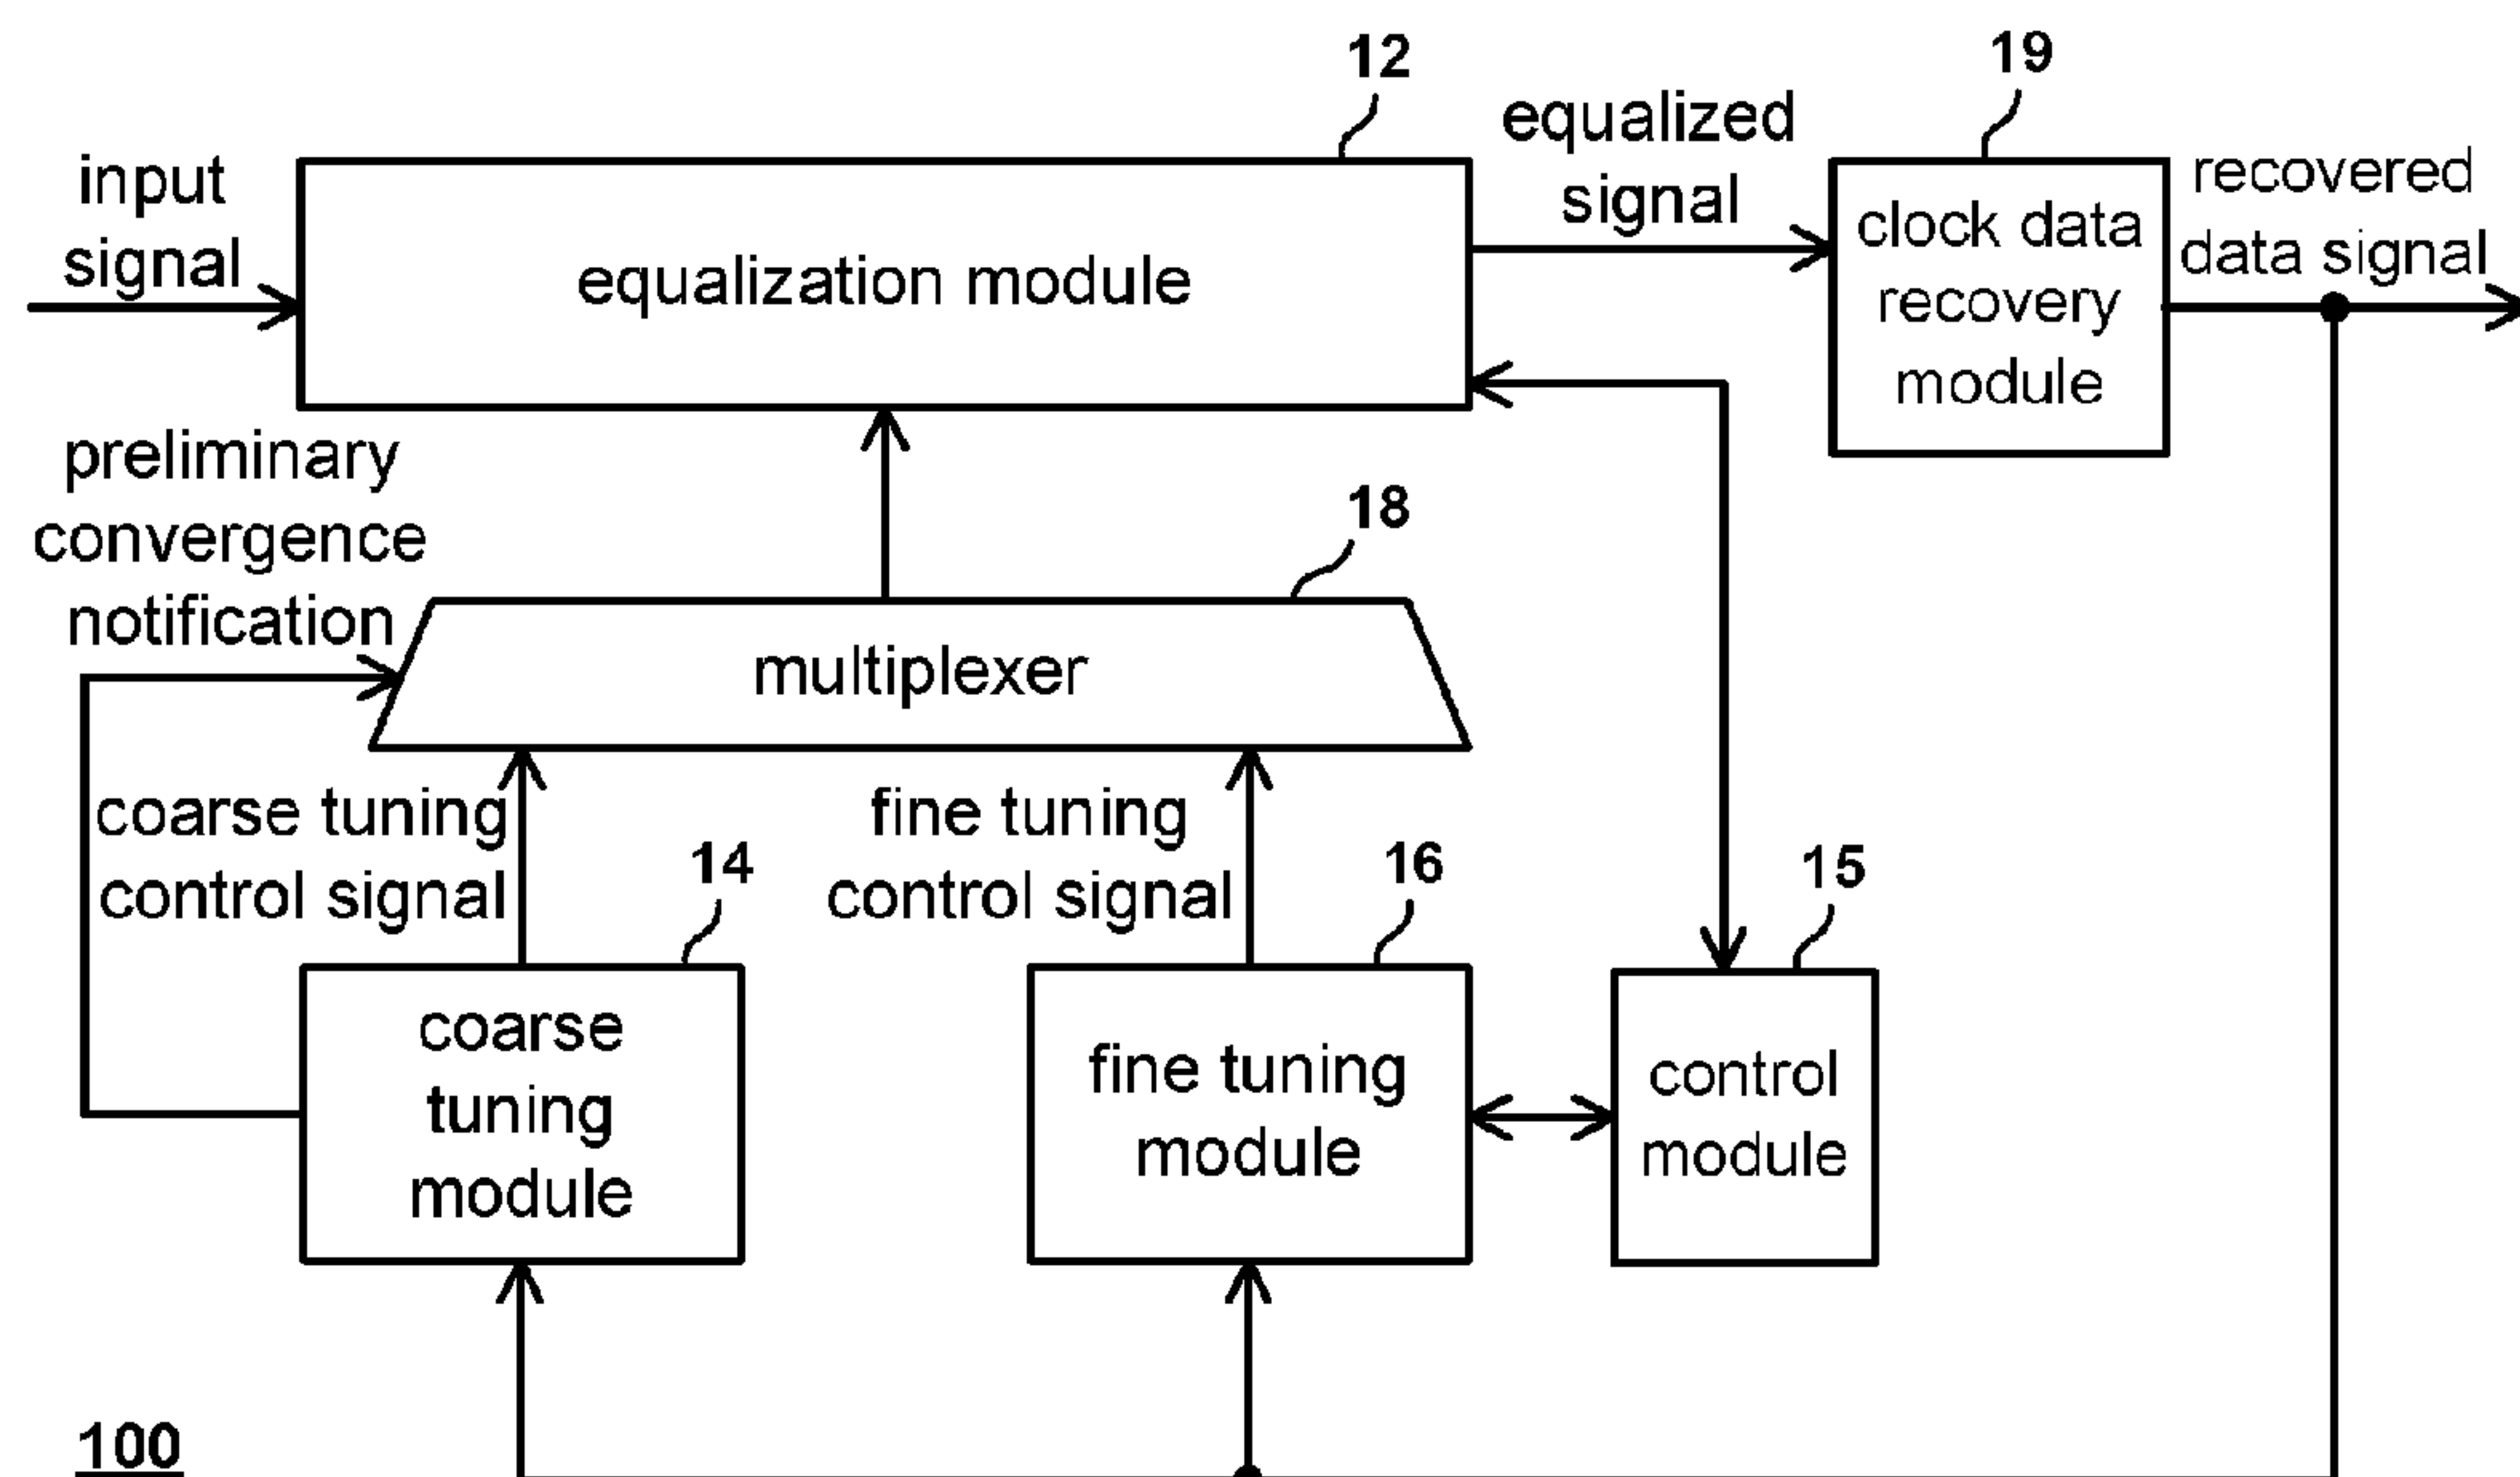 12
19
input
signal
equalization module
equalized
signal
clock data
recovery
module
recovered
data signal
preliminary
convergence
notification
18
multiplexer
coarse tuning
control signal
fine tuning
control signal
14
16
15
coarse
tuning
module
fine tuning
module
control
module
100